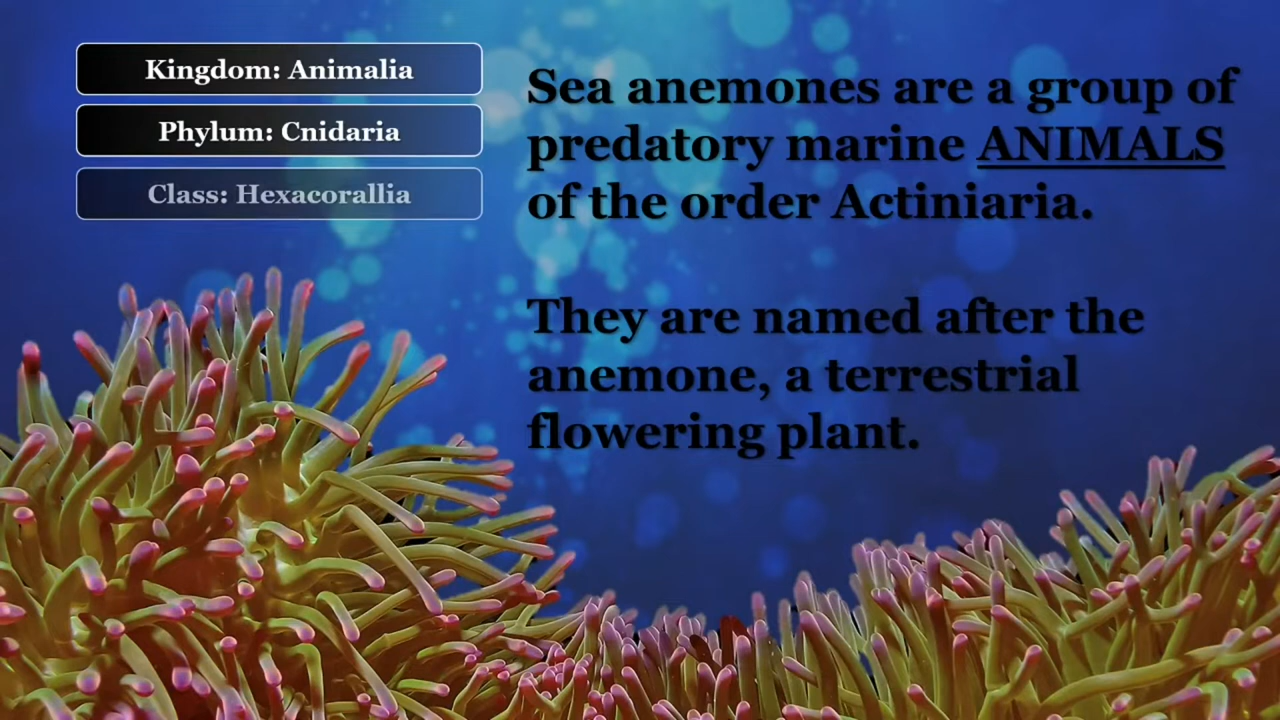 Kingdom: Animalia
Phylum: Cnidaria
Class: Hexacorallia
Sea anemones are a group of
predatory marine ANIMALS
of the order Actiniaria.
They are named after the
anemone, a terrestrial
flowering plant.